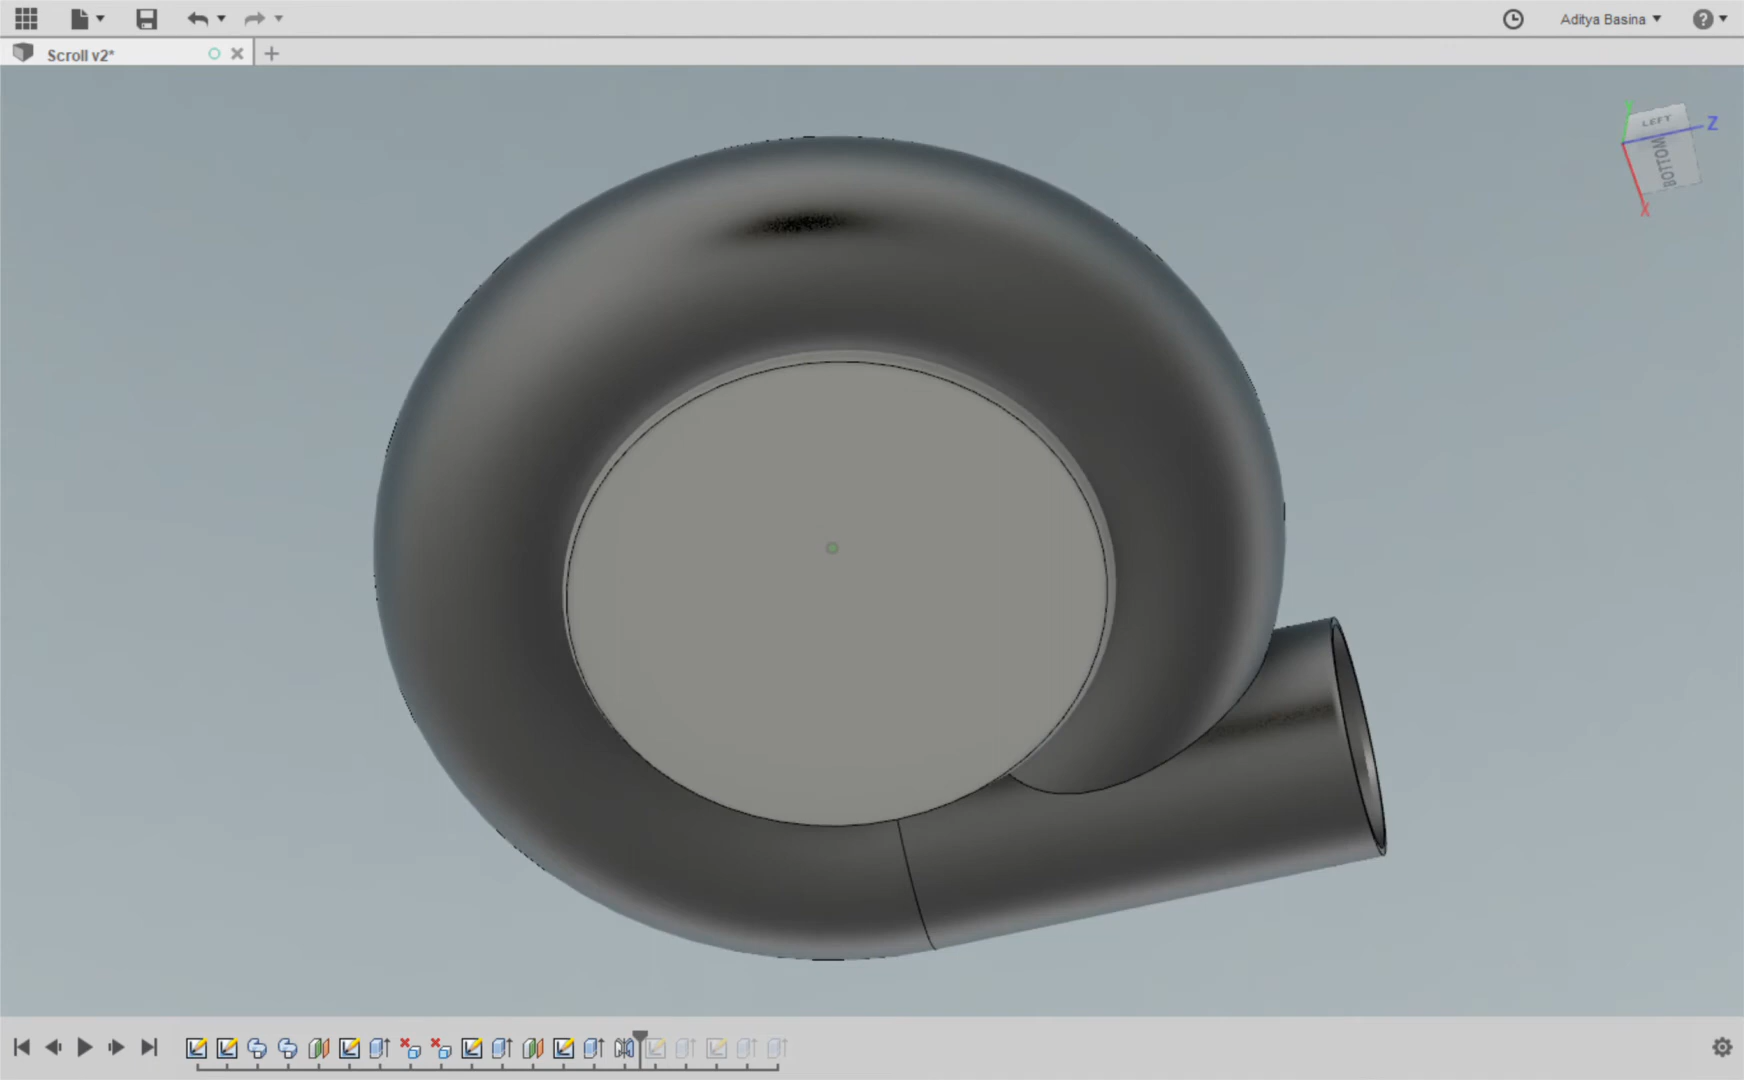 Aditya Basina
Scroll v2*
LEFT
Z
BOTTOM
X